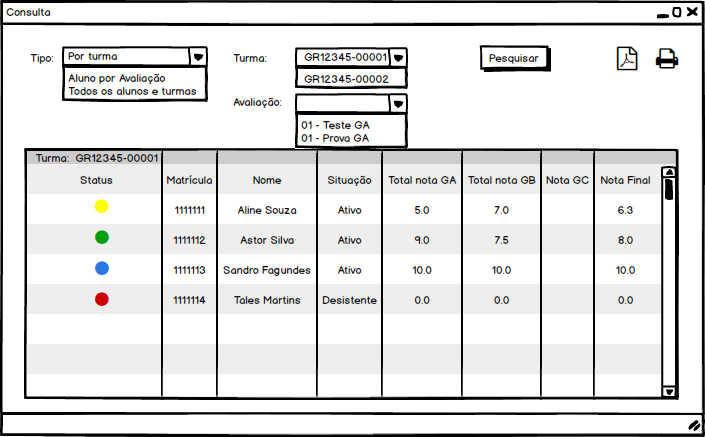 Consulta
Tipo: Por turma Turma: GR12345-00001 Pesquisar
Aluno por Avaliação GR12345-00002
Todos os alunos e turmas
Avaliação:
01 - Teste GA
01 - Prova GA
Turma: GR12345-00001
Status Matrícula Nome Situação Total nota GA Total nota GB Nota GC Nota Final
1111111 Aline Souza Ativo 5.0 7.0 6.3
1111112 Astor Silva Ativo 9.0 7.5 8.0
1111113 Sandro Fagundes Ativo 10.0 10.0 10.0
1111114 Tales Martins Desistente 0.0 0.0 0.0